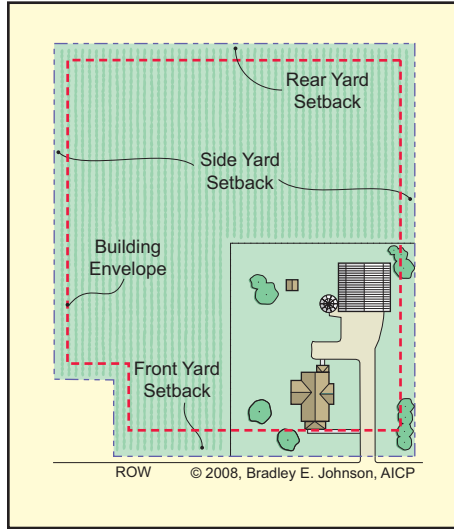 Rear Yard
Setback
Side Yard
Setback
Building
Envelope
Front Yard
Setback
ROW © 2008, Bradley E. Johnson, AICP